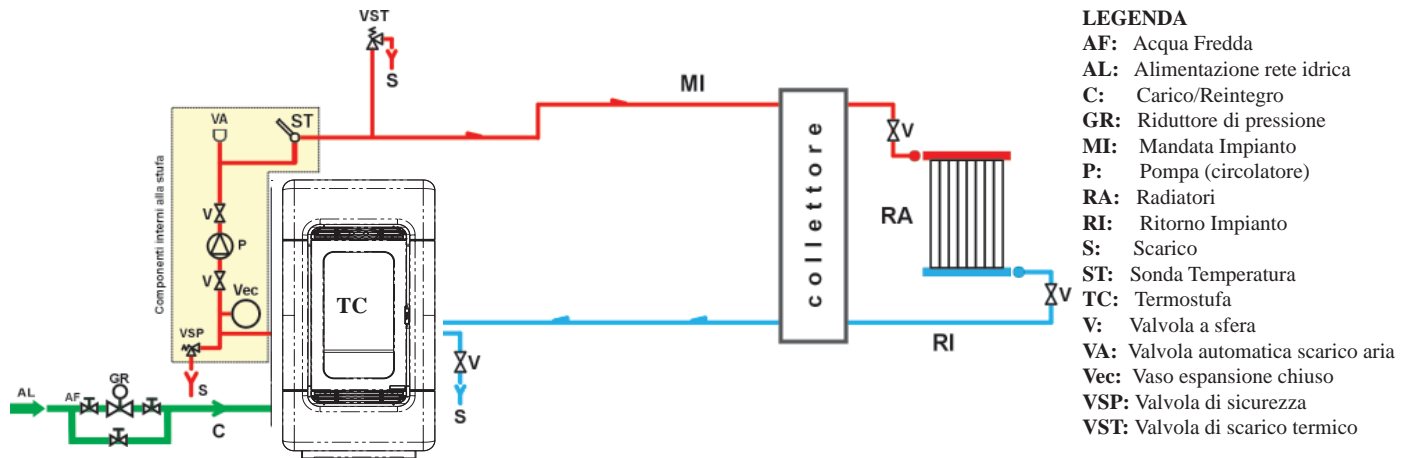 VST
S
MI
VA
ST
V
P
V
Vec
VSP
S
Componenti interni alla stufa
TC
collettore
V
RA
V
RI
V
S
AL
AF
GR
C
LEGENDA
AF: Acqua Fredda
AL: Alimentazione rete idrica
C: Carico/Reintegro
GR: Riduttore di pressione
MI: Mandata Impianto
P: Pompa (circolatore)
RA: Radiatori
RI: Ritorno Impianto
S: Scarico
ST: Sonda Temperatura
TC: Termostufa
V: Valvola a sfera
VA: Valvola automatica scarico aria
Vec: Vaso espansione chiuso
VSP: Valvola di sicurezza
VST: Valvola di scarico termico